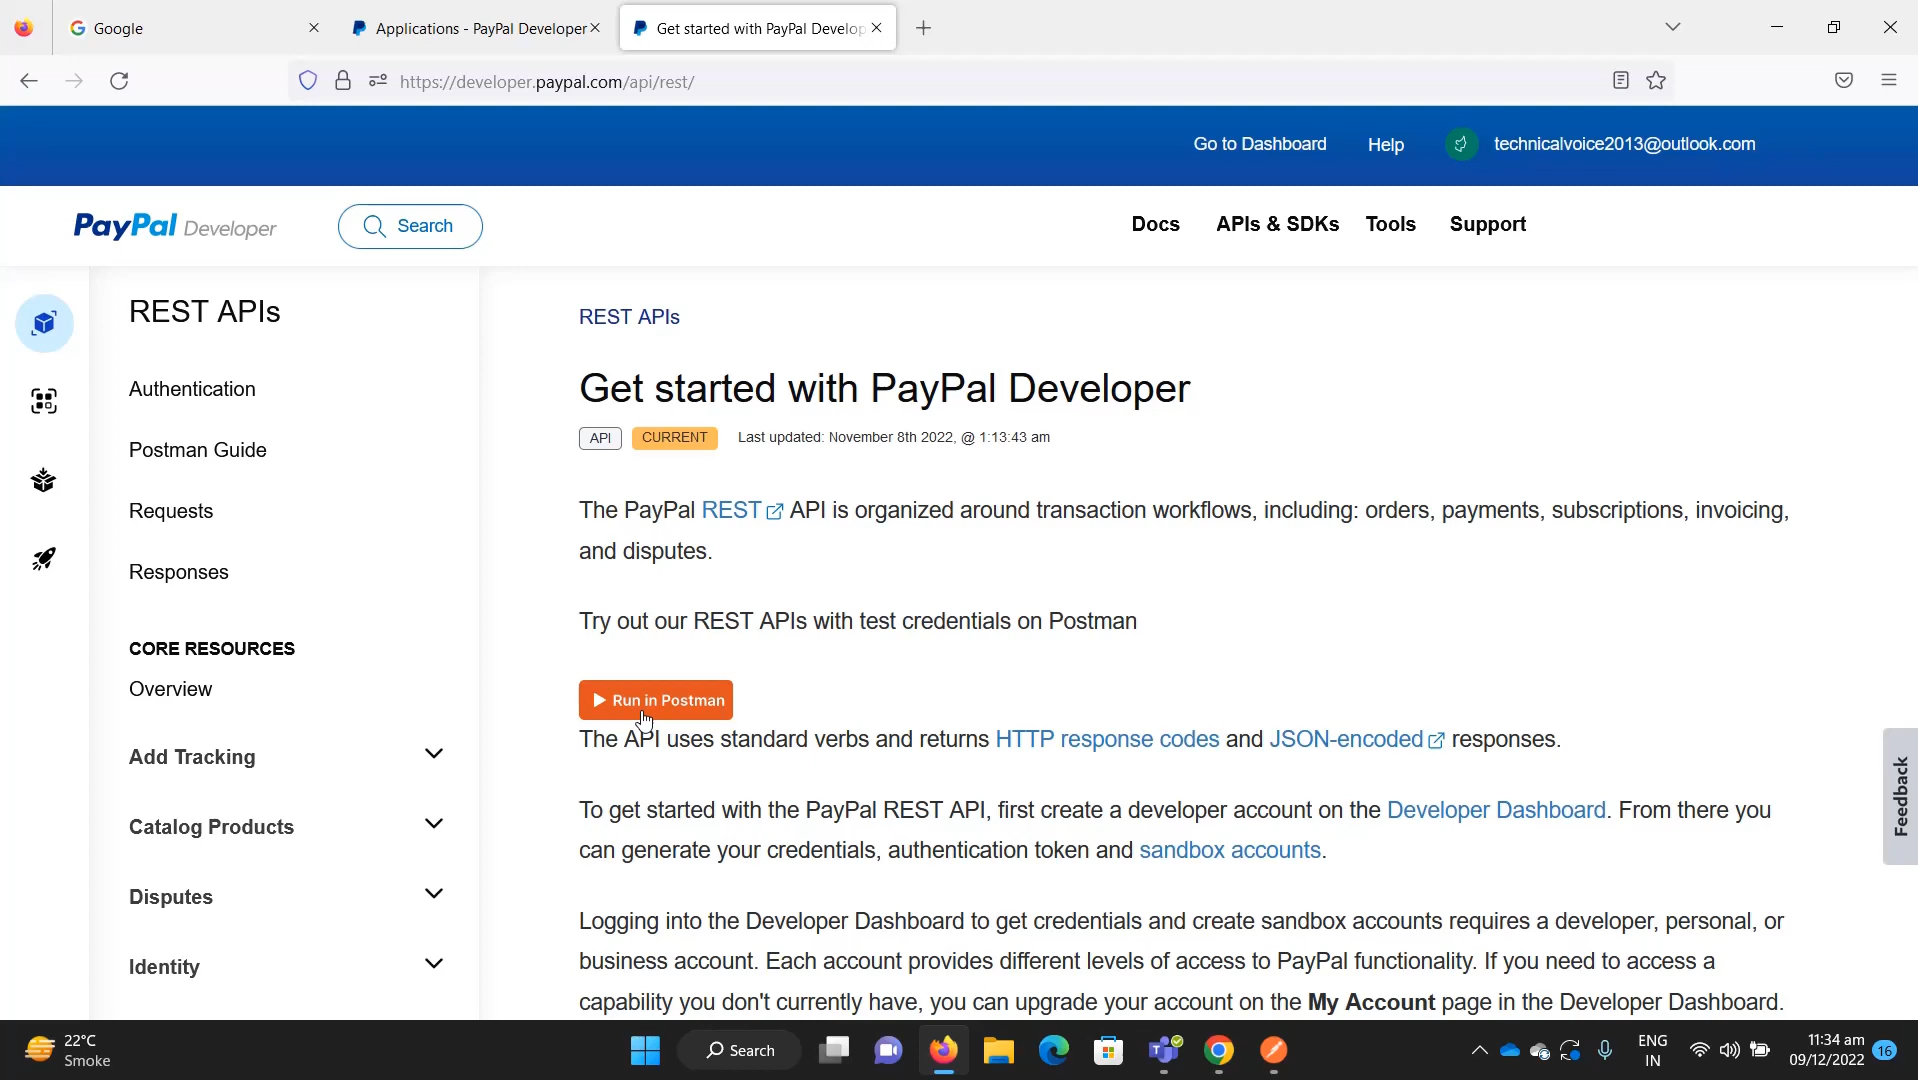 Google
Applications - PayPal Developer
Get started with PayPal Develop
https://developer.paypal.com/api/rest/
Go to Dashboard
Help
technicalvoice2013@outlook.com
PayPal Developer
Search
Docs
APIs & SDKs
Tools
Support
REST APIs
Authentication
Postman Guide
Requests
Responses
CORE RESOURCES
Overview
Add Tracking
Catalog Products
Disputes
Identity
REST APIs
Get started with PayPal Developer
API
CURRENT
Last updated: November 8th 2022, @ 1:13:43 am
The PayPal REST API is organized around transaction workflows, including: orders, payments, subscriptions, invoicing,
and disputes.
Try out our REST APIs with test credentials on Postman
Run in Postman
The API uses standard verbs and returns HTTP response codes and JSON-encoded responses.
To get started with the PayPal REST API, first create a developer account on the Developer Dashboard. From there you
can generate your credentials, authentication token and sandbox accounts.
Logging into the Developer Dashboard to get credentials and create sandbox accounts requires a developer, personal, or
business account. Each account provides different levels of access to PayPal functionality. If you need to access a
capability you don't currently have, you can upgrade your account on the My Account page in the Developer Dashboard.
Feedback
22°C
Smoke
Search
ENG
IN
11:34 am
09/12/2022
16